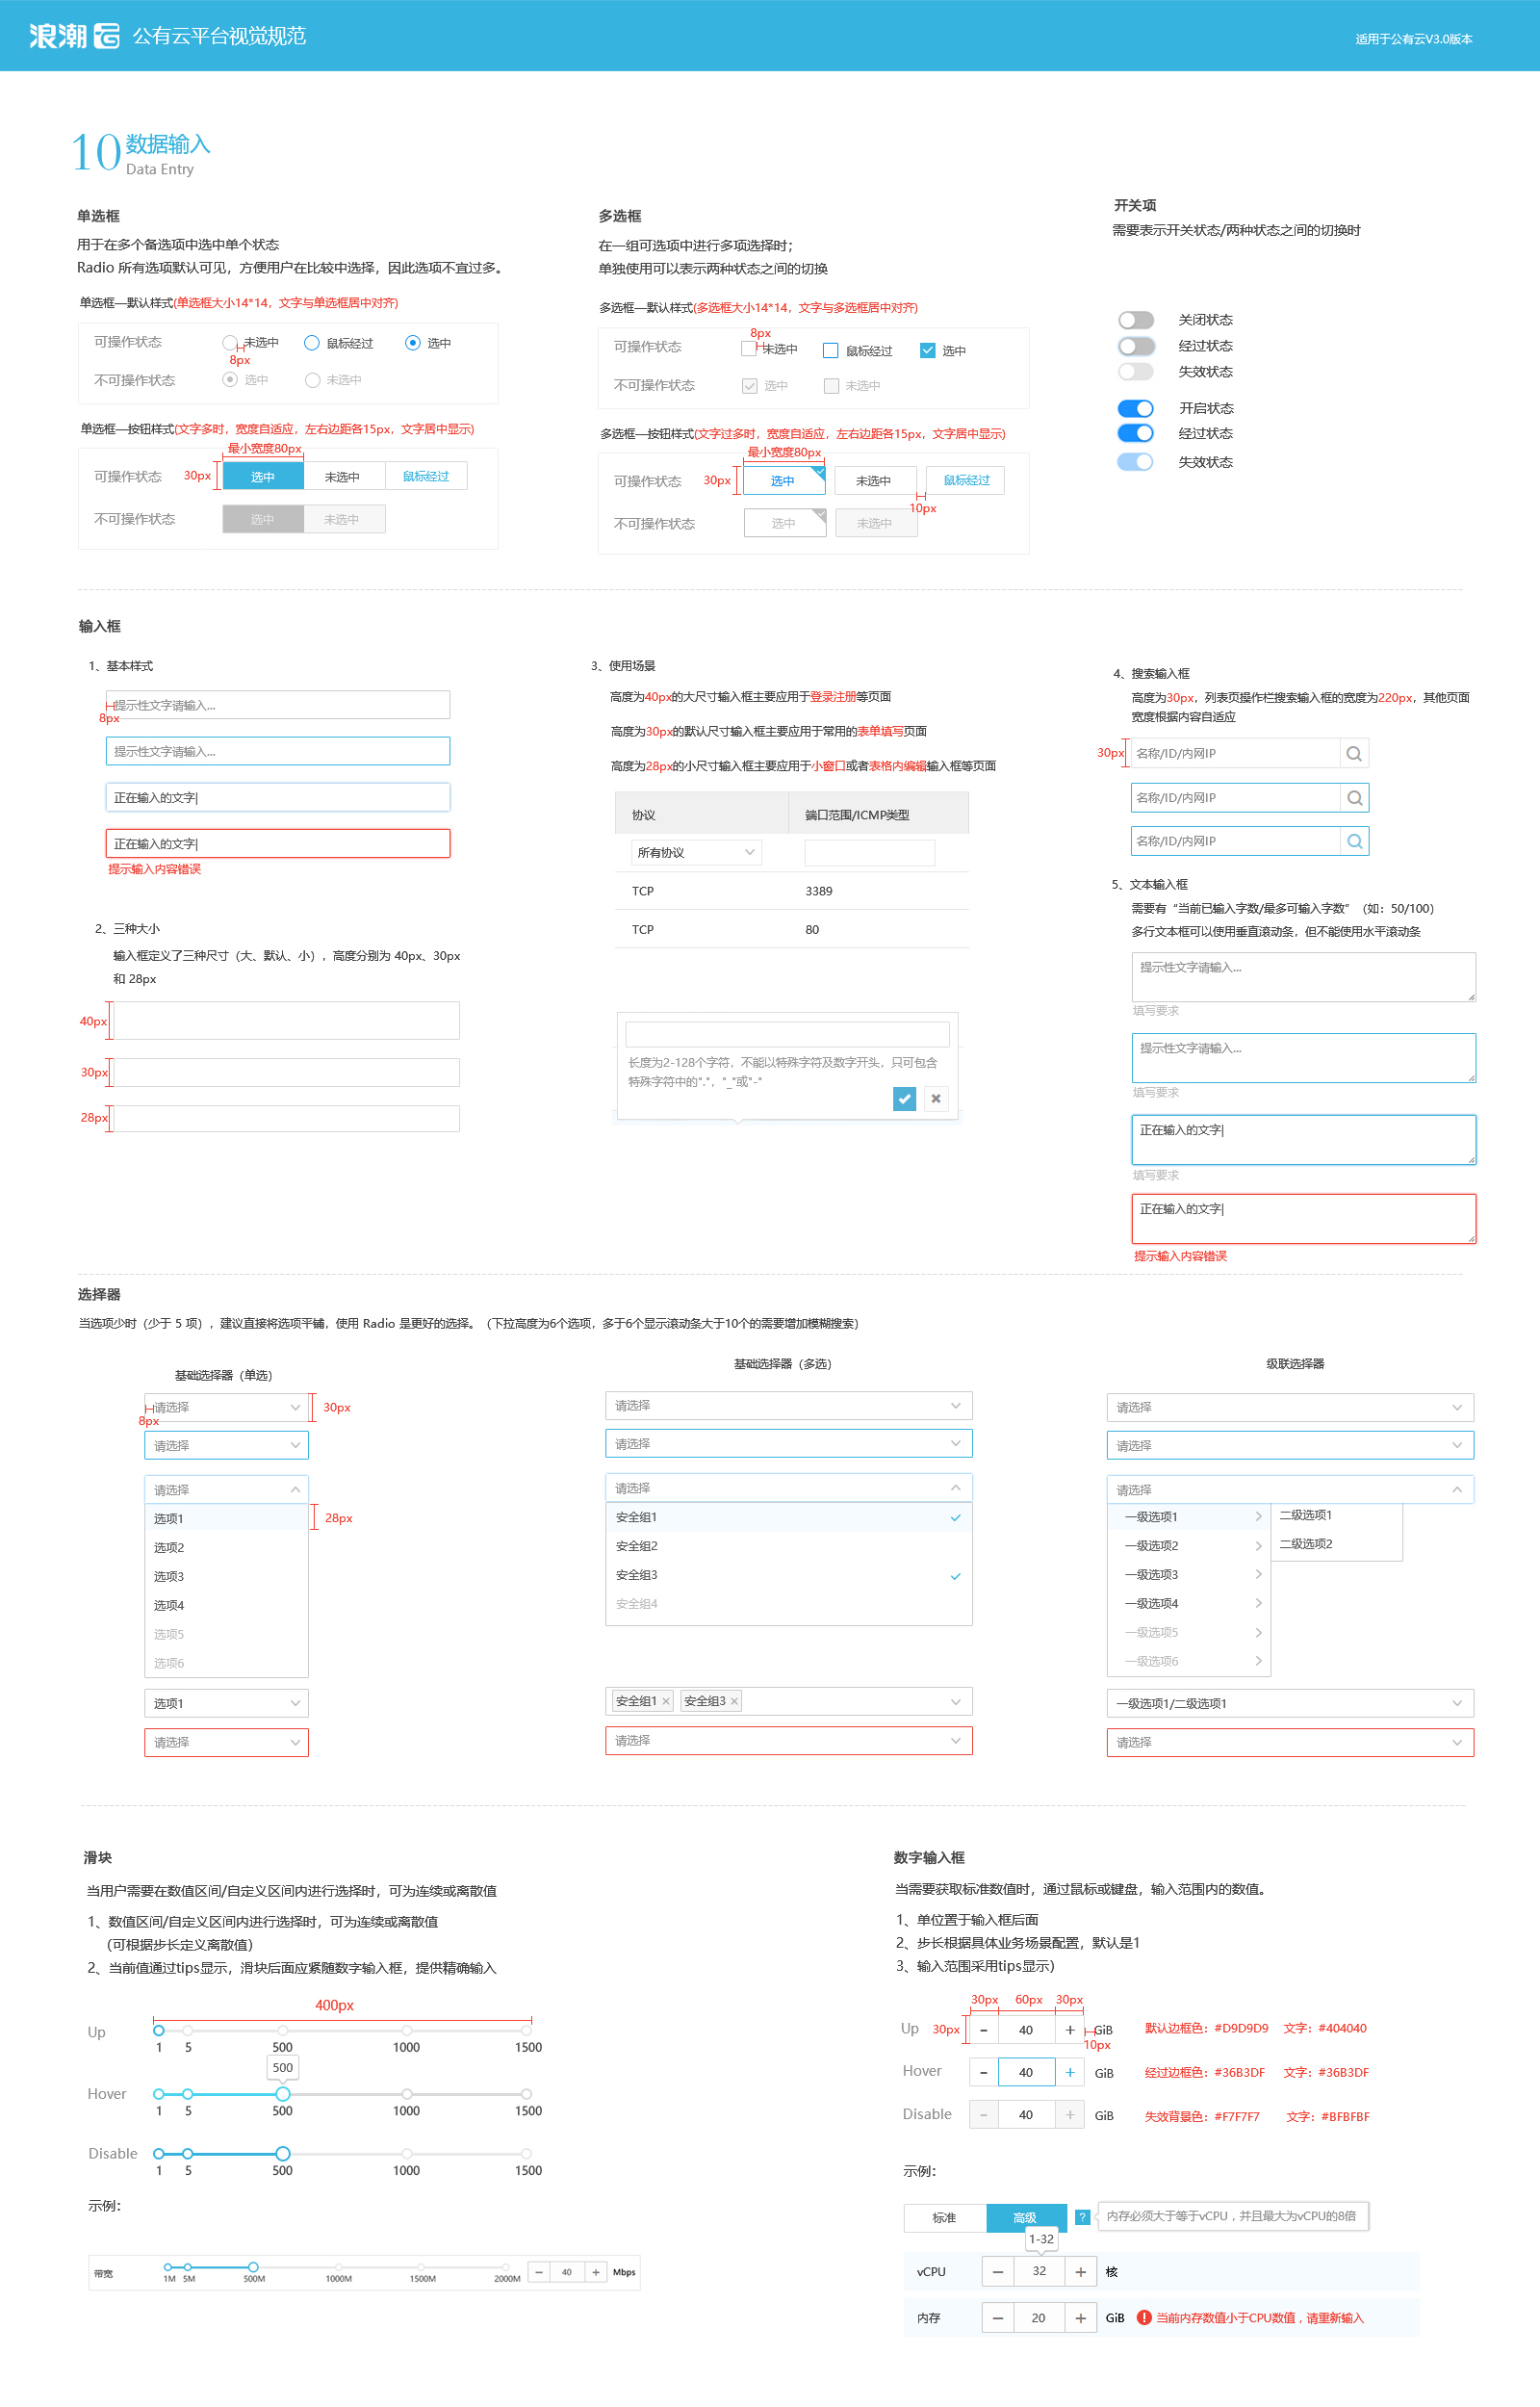 浪潮云 公有云平台视觉规范
适用于公有云V3.0版本
10 数据输入
Data Entry
单选框
用于在多个备选项中选中单个状态
Radio 所有选项默认可见，方便用户在比较中选择，因此选项不宜过多。
单选框—默认样式(单选框大小14*14，文字与单选框居中对齐)
可操作状态 未选中 鼠标经过 选中
8px
不可操作状态 选中 未选中
单选框—按钮样式(文字多时，宽度自适应，左右边距各15px，文字居中显示)
最小宽度80px
可操作状态 30px 选中 未选中 鼠标经过
不可操作状态 选中 未选中
多选框
在一组可选项中进行多项选择时；
单独使用可以表示两种状态之间的切换
多选框—默认样式(多选框大小14*14，文字与多选框居中对齐)
8px
可操作状态 未选中 鼠标经过 选中
不可操作状态 选中 未选中
多选框—按钮样式(文字过多时，宽度自适应，左右边距各15px，文字居中显示)
最小宽度80px
可操作状态 30px 选中 未选中 鼠标经过
10px
不可操作状态 选中 未选中
开关项
需要表示开关状态/两种状态之间的切换时
关闭状态
经过状态
失效状态
开启状态
经过状态
失效状态
输入框
1、基本样式
提示性文字请输入...
8px
提示性文字请输入...
正在输入的文字|
正在输入的文字|
提示输入内容错误
2、三种大小
输入框定义了三种尺寸（大、默认、小），高度分别为 40px、30px
和 28px
40px
30px
28px
3、使用场景
高度为40px的大尺寸输入框主要应用于登录注册等页面
高度为30px的默认尺寸输入框主要应用于常用的表单填写页面
高度为28px的小尺寸输入框主要应用于小窗口或者表格内编辑输入框等页面
协议 端口范围/ICMP类型
所有协议
TCP 3389
TCP 80
长度为2-128个字符，不能以特殊字符及数字开头，只可包含
特殊字符中的"."，"_"或"-"
4、搜索输入框
高度为30px，列表页操作栏搜索输入框的宽度为220px，其他页面
宽度根据内容自适应
30px 名称/ID/内网IP
名称/ID/内网IP
名称/ID/内网IP
5、文本输入框
需要有“当前已输入字数/最多可输入字数”（如：50/100）
多行文本框可以使用垂直滚动条，但不能使用水平滚动条
提示性文字请输入...
填写要求
提示性文字请输入...
填写要求
正在输入的文字|
填写要求
正在输入的文字|
提示输入内容错误
选择器
当选项少时（少于 5 项），建议直接将选项平铺，使用 Radio 是更好的选择。（下拉高度为6个选项，多于6个显示滚动条大于10个的需要增加模糊搜索）
基础选择器（单选）
请选择 30px
8px
请选择
请选择
选项1 28px
选项2
选项3
选项4
选项5
选项6
选项1
请选择
基础选择器（多选）
请选择
请选择
请选择
安全组1
安全组2
安全组3
安全组4
安全组1 × 安全组3 ×
请选择
级联选择器
请选择
请选择
请选择
一级选项1 二级选项1
一级选项2 二级选项2
一级选项3
一级选项4
一级选项5
一级选项6
一级选项1/二级选项1
请选择
滑块
当用户需要在数值区间/自定义区间内进行选择时，可为连续或离散值
1、数值区间/自定义区间内进行选择时，可为连续或离散值
（可根据步长定义离散值）
2、当前值通过tips显示，滑块后面应紧随数字输入框，提供精确输入
400px
Up
1 5 500 1000 1500
500
Hover
1 5 500 1000 1500
Disable
1 5 500 1000 1500
示例：
带宽 1M 5M 500M 1000M 1500M 2000M − 40 + Mbps
数字输入框
当需要获取标准数值时，通过鼠标或键盘，输入范围内的数值。
1、单位置于输入框后面
2、步长根据具体业务场景配置，默认是1
3、输入范围采用tips显示）
30px 60px 30px
Up 30px - 40 + GiB 默认边框色：#D9D9D9 文字：#404040
10px
Hover - 40 + GiB 经过边框色：#36B3DF 文字：#36B3DF
Disable - 40 + GiB 失效背景色：#F7F7F7 文字：#BFBFBF
示例：
标准 高级 ? 内存必须大于等于vCPU，并且最大为vCPU的8倍
1-32
vCPU − 32 + 核
内存 − 20 + GiB ! 当前内存数值小于CPU数值，请重新输入